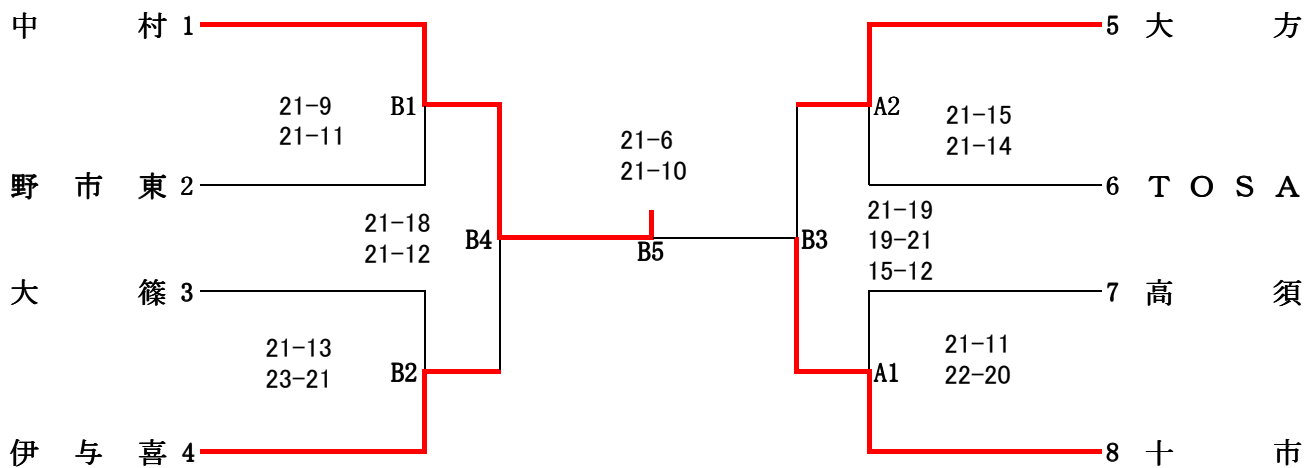 中村 1
5 大方
21-9
21-11
B1
21-6
21-10
A2
21-15
21-14
野市東 2
6 ＴＯＳＡ
21-18
21-12
B4
B5
B3
21-19
19-21
15-12
大篠 3
7 高須
21-13
23-21
B2
A1
21-11
22-20
伊与喜 4
8 十市